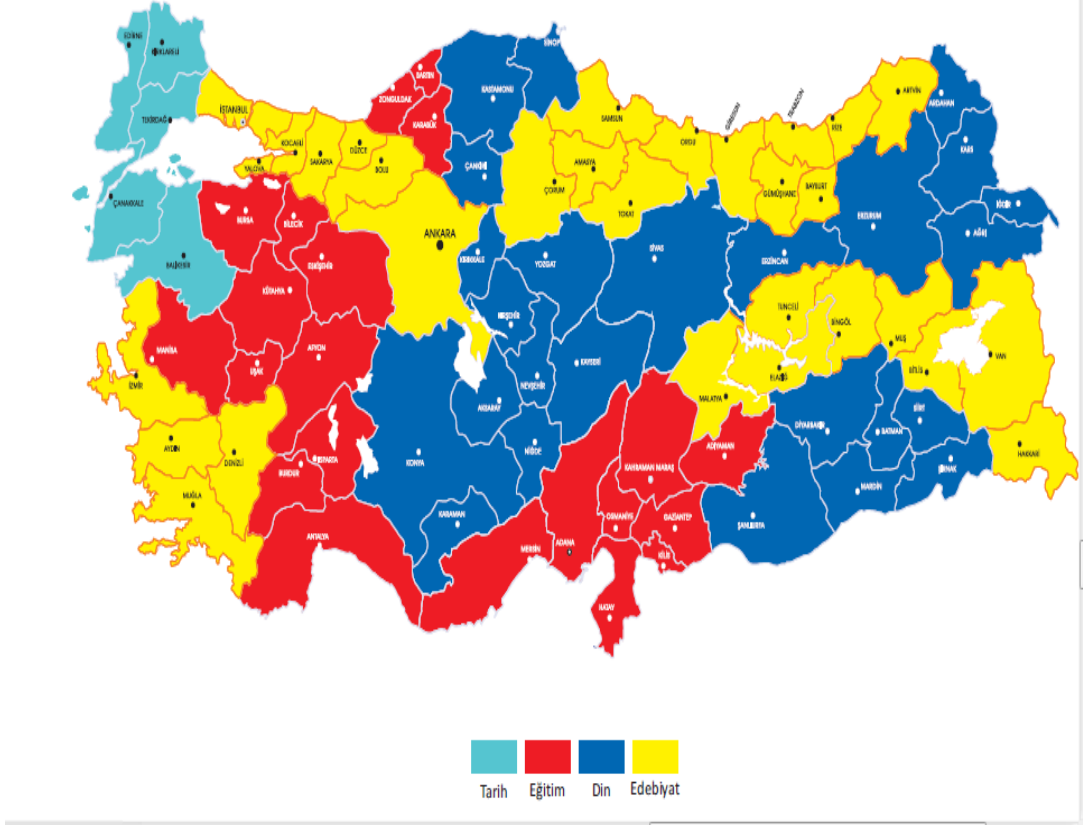 EDİRNE
KIRKLARELİ
TEKİRDAĞ
İSTANBUL
KOCAELİ
YALOVA
SAKARYA
DÜZCE
BOLU
ZONGULDAK
BARTIN
KARABÜK
KASTAMONU
SİNOP
ÇANKIRI
SAMSUN
AMASYA
ÇORUM
TOKAT
ORDU
GİRESUN
TRABZON
RİZE
ARTVİN
ARDAHAN
KARS
GÜMÜŞHANE
BAYBURT
ERZURUM
AĞRI
ERZİNCAN
ÇANAKKALE
BALIKESİR
BURSA
BİLECİK
ESKİŞEHİR
KÜTAHYA
ANKARA
KIRIKKALE
YOZGAT
SİVAS
NEVŞEHİR
KAYSERİ
AKSARAY
NİĞDE
TUNCELİ
BİNGÖL
MUŞ
BİTLİS
VAN
ELAZIĞ
MALATYA
MANİSA
UŞAK
AFYON
İZMİR
AYDIN
DENİZLİ
MUĞLA
BURDUR
ISPARTA
ANTALYA
KONYA
KARAMAN
MERSİN
ADANA
OSMANİYE
KAHRAMAN MARAŞ
ADIYAMAN
GAZİANTEP
KİLİS
HATAY
ŞANLIURFA
DİYARBAKIR
BATMAN
SİİRT
MARDİN
ŞIRNAK
HAKKARİ
Tarih Eğitim Din Edebiyat